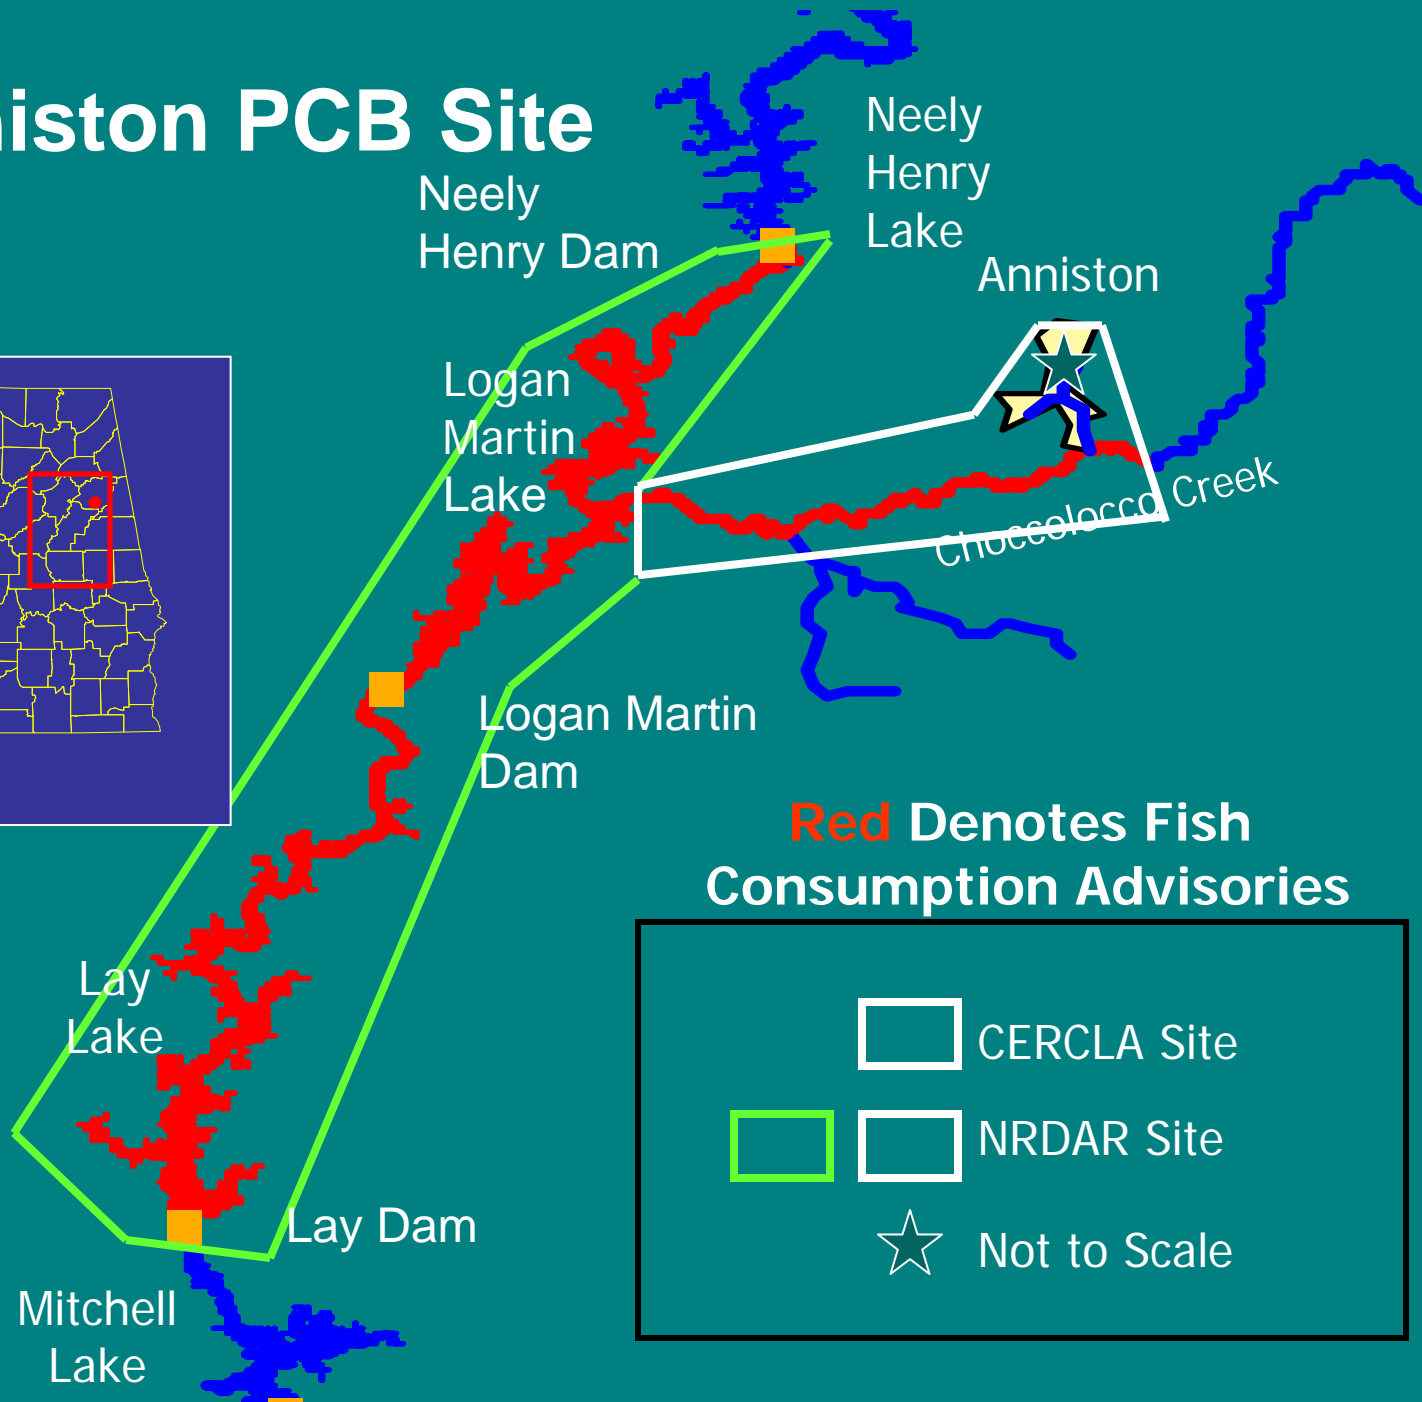 niston PCB Site
Neely
Henry Dam
Neely
Henry
Lake
Anniston
Logan
Martin
Lake
Choccolocco Creek
Logan Martin
Dam
Red Denotes Fish
Consumption Advisories
Lay
Lake
CERCLA Site
NRDAR Site
Lay Dam
Not to Scale
Mitchell
Lake